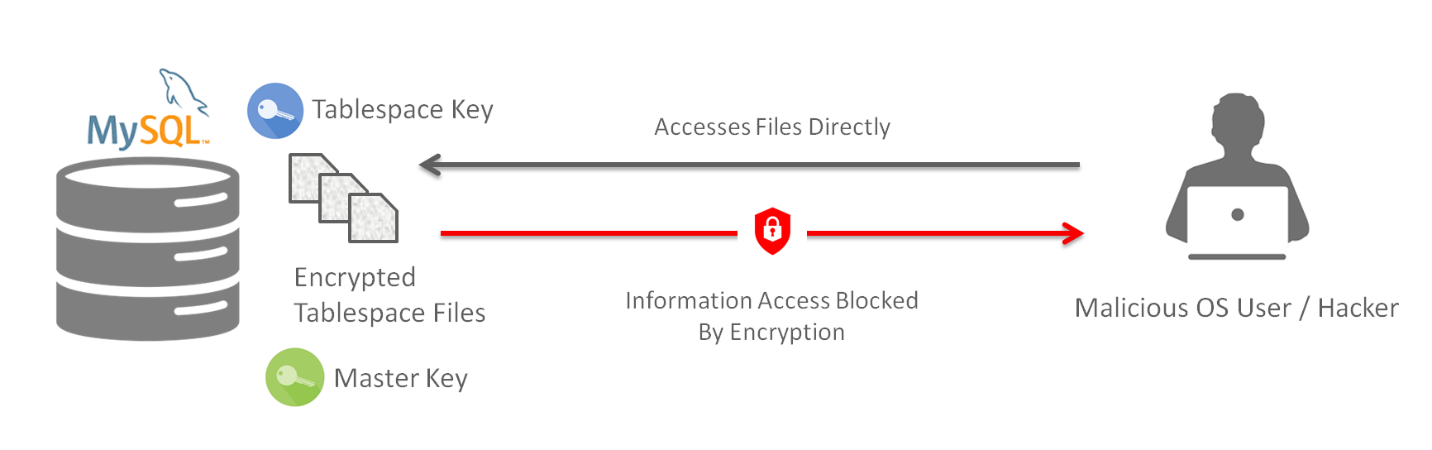 MySQL™
Tablespace Key
Accesses Files Directly
Encrypted
Tablespace Files
Information Access Blocked
By Encryption
Malicious OS User / Hacker
Master Key